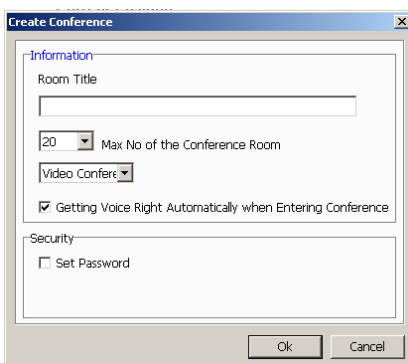 Create Conference
Information
Room Title
20 Max No of the Conference Room
Video Confere
Getting Voice Right Automatically when Entering Conference
Security
Set Password
Ok Cancel